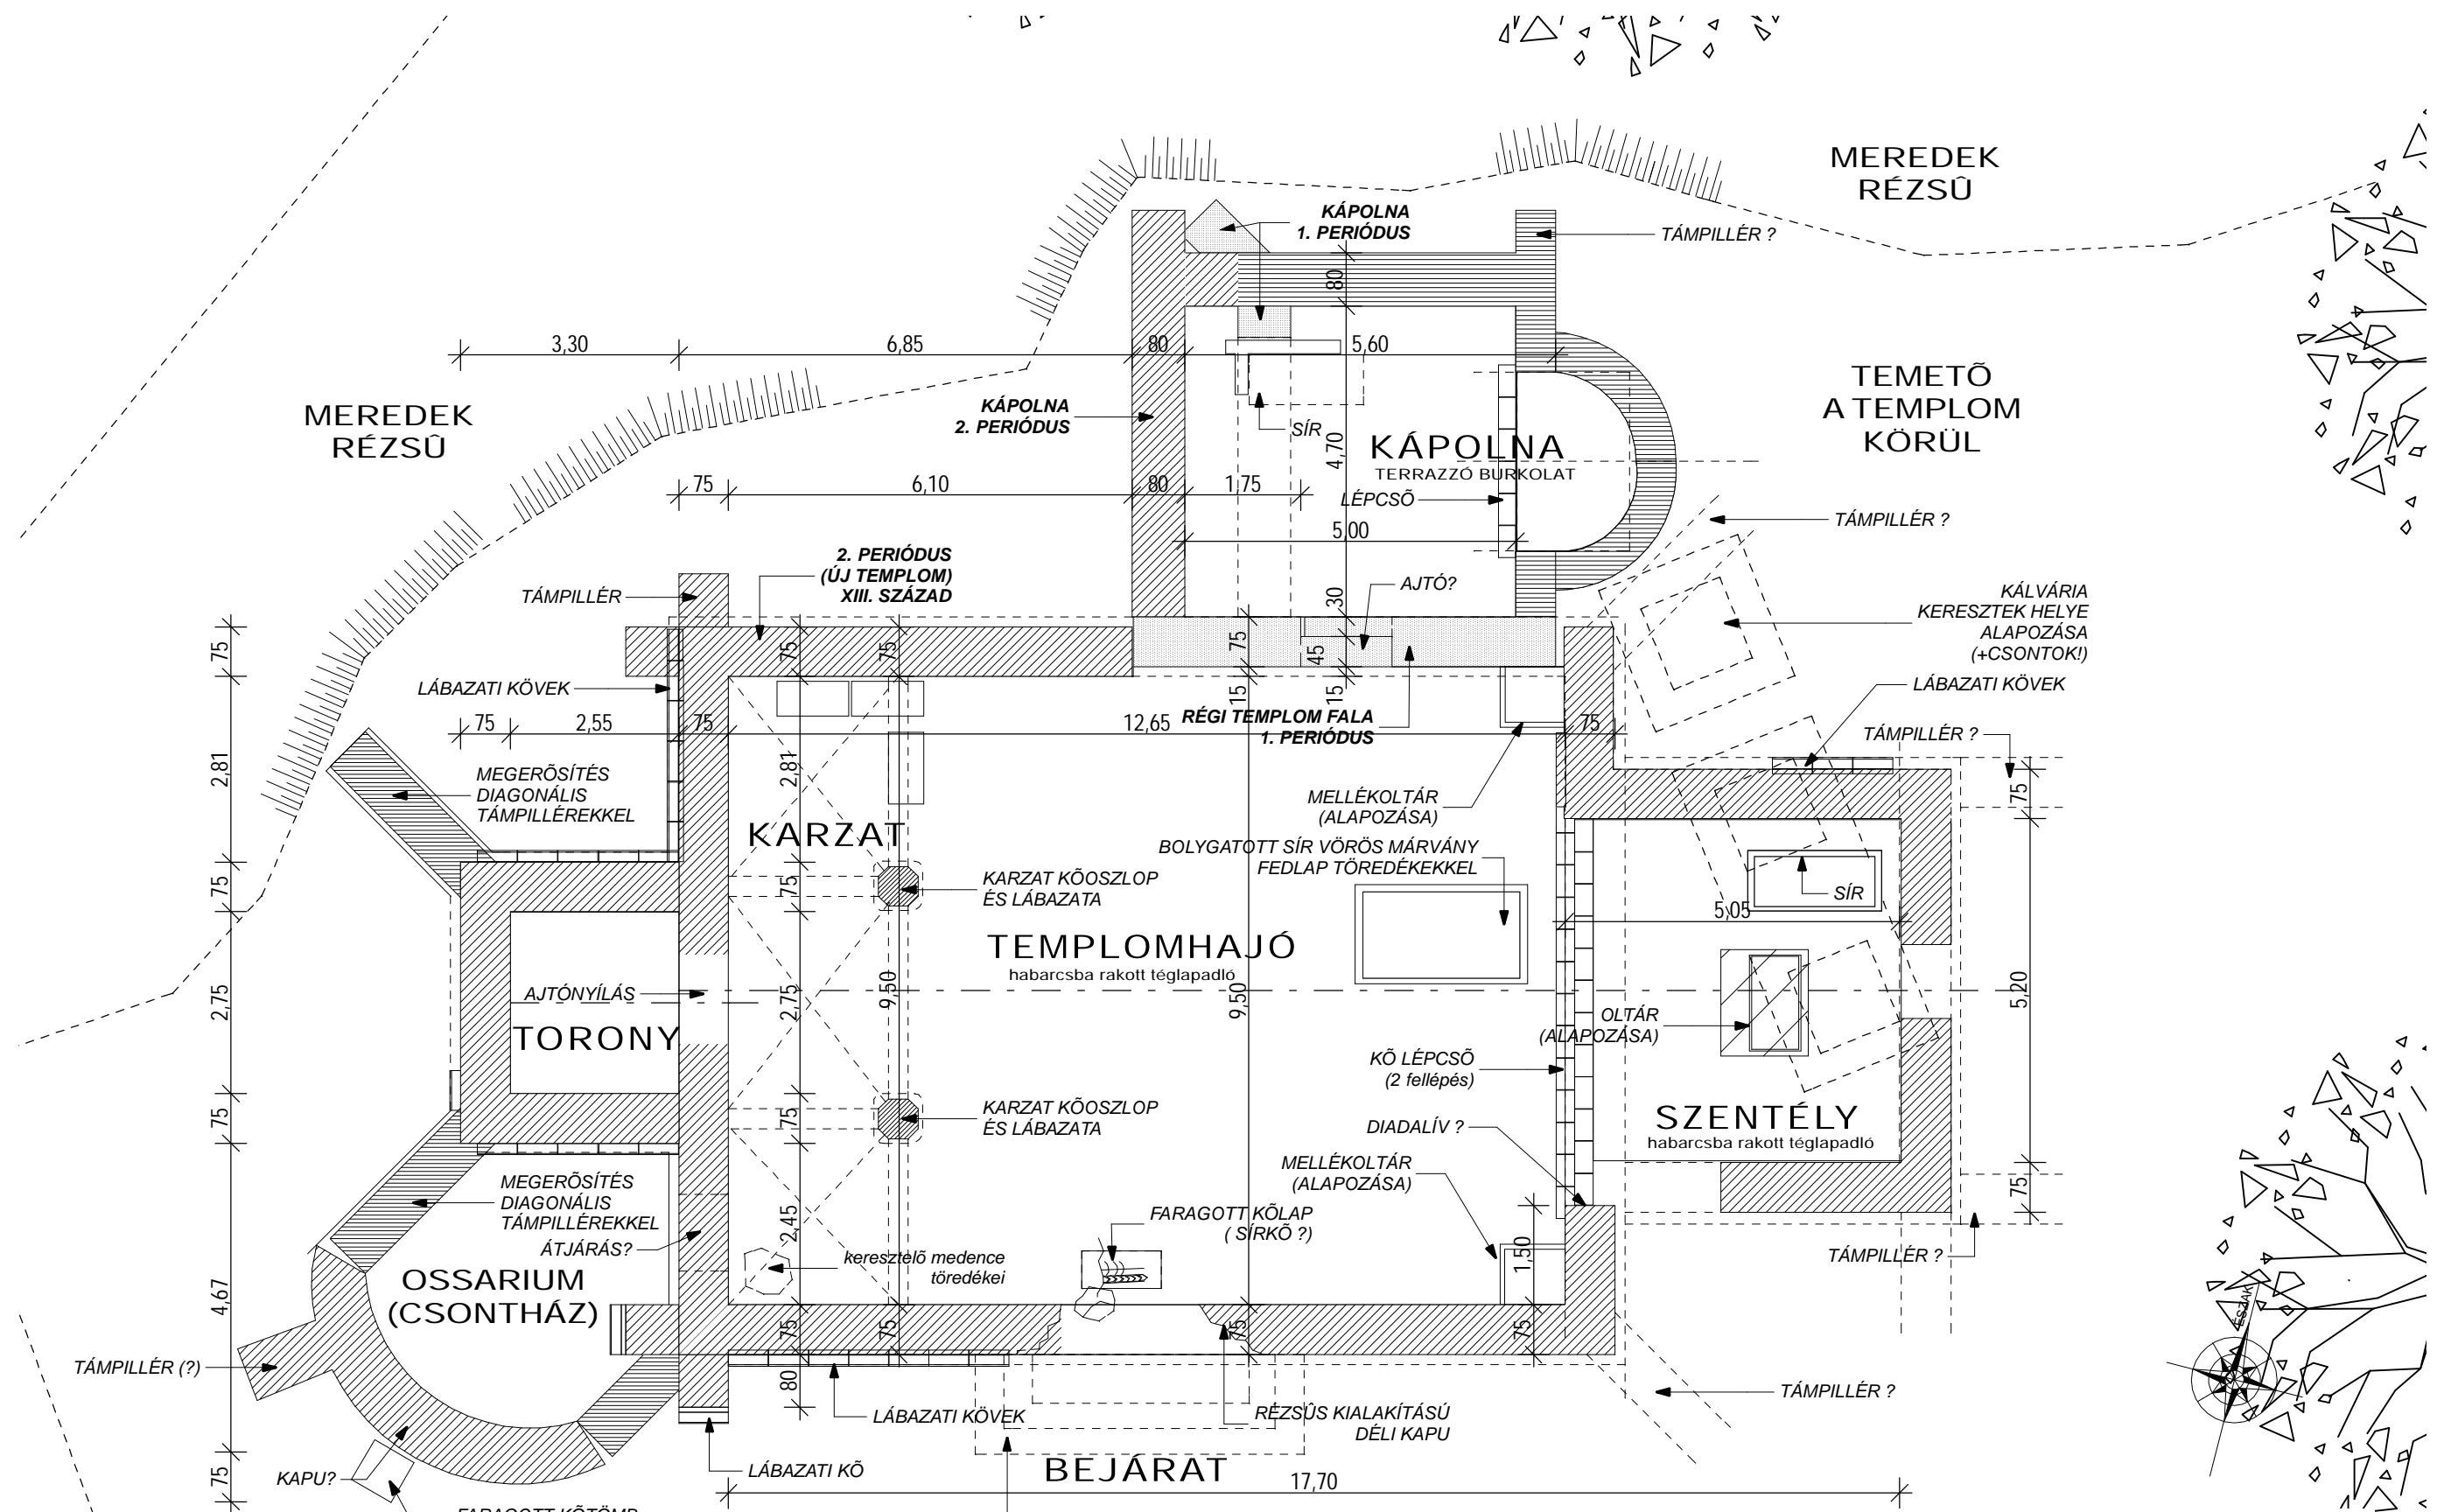 MEREDEK
RÉZSÛ
KÁPOLNA
1. PERIÓDUS
TÁMPILLÉR ?
80
3,30
6,85
80
5,60
MEREDEK
RÉZSÛ
KÁPOLNA
2. PERIÓDUS
SÍR
4,70
KÁPOLNA
TERRAZZÓ BURKOLAT
LÉPCSÕ
TEMETÕ
A TEMPLOM
KÖRÜL
75
6,10
80
1,75
5,00
TÁMPILLÉR ?
2. PERIÓDUS
(ÚJ TEMPLOM)
XIII. SZÁZAD
TÁMPILLÉR
30
AJTÓ?
KÁLVÁRIA
KERESZTEK HELYE
ALAPOZÁSA
(+CSONTOK!)
75
75
75
75
45
15
15
LÁBAZATI KÖVEK
LÁBAZATI KÖVEK
RÉGI TEMPLOM FALA
1. PERIÓDUS
75
2,55
75
12,65
75
TÁMPILLÉR ?
2,81
2,81
MEGERÕSÍTÉS
DIAGONÁLIS
TÁMPILLÉREKKEL
MELLÉKOLTÁR
(ALAPOZÁSA)
75
KARZAT
BOLYGATOTT SÍR VÖRÖS MÁRVÁNY
FEDLAP TÖREDÉKEKKEL
75
75
KARZAT KÕOSZLOP
ÉS LÁBAZATA
SÍR
5,05
TEMPLOMHAJÓ
habarcsba rakott téglapadló
AJTÓNYÍLÁS
2,75
2,75
9,50
9,50
5,20
TORONY
OLTÁR
(ALAPOZÁSA)
KÕ LÉPCSÕ
(2 fellépés)
75
75
KARZAT KÕOSZLOP
ÉS LÁBAZATA
DIADALÍV ?
SZENTÉLY
habarcsba rakott téglapadló
MELLÉKOLTÁR
(ALAPOZÁSA)
75
MEGERÕSÍTÉS
DIAGONÁLIS
TÁMPILLÉREKKEL
ÁTJÁRÁS?
2,45
FARAGOTT KÕLAP
( SÍRKÕ ?)
1,50
TÁMPILLÉR ?
keresztelõ medence
töredékei
OSSARIUM
(CSONTHÁZ)
4,67
ÉSZAK
75
75
75
75
TÁMPILLÉR (?)
80
TÁMPILLÉR ?
LÁBAZATI KÖVEK
RÉZSÛS KIALAKÍTÁSÚ
DÉLI KAPU
75
KAPU?
LÁBAZATI KÕ
BEJÁRAT
17,70
FARAGOTT KÕTÖMB